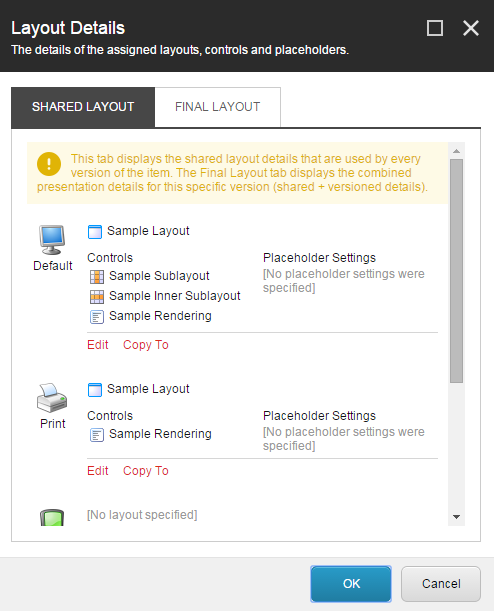 Layout Details
The details of the assigned layouts, controls and placeholders.
SHARED LAYOUT
FINAL LAYOUT
This tab displays the shared layout details that are used by every
version of the item. The Final Layout tab displays the combined
presentation details for this specific version (shared + versioned details).
Default
Sample Layout
Controls
Sample Sublayout
Sample Inner Sublayout
Sample Rendering
Placeholder Settings
[No placeholder settings were
specified]
Edit Copy To
Print
Sample Layout
Controls
Sample Rendering
Placeholder Settings
[No placeholder settings were
specified]
Edit Copy To
[No layout specified]
OK
Cancel